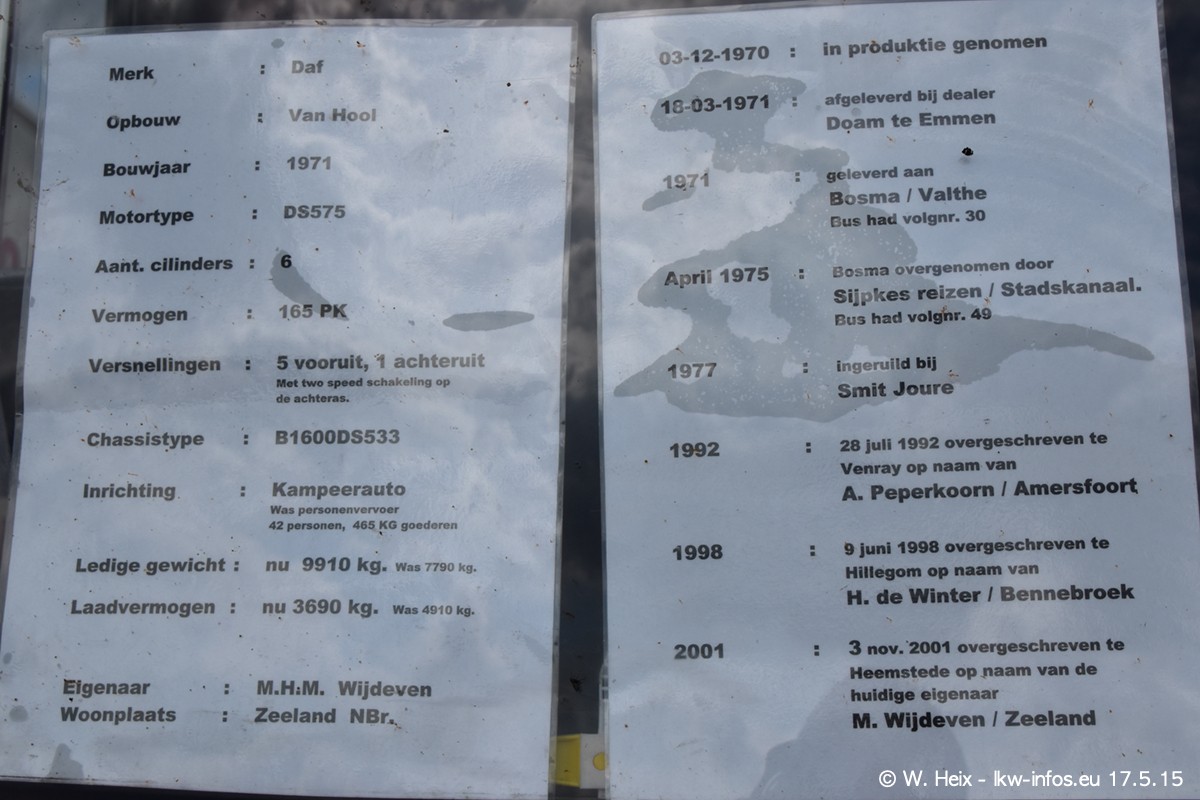 Merk : Daf
Opbouw : Van Hool
Bouwjaar : 1971
Motortype : DS575
Aant. cilinders : 6
Vermogen : 165 PK
Versnellingen : 5 vooruit, 1 achteruit
Met two speed schakeling op
de achteras.
Chassistype : B1600DS533
Inrichting : Kampeerauto
Was personenvervoer
42 personen, 465 KG goederen
Ledige gewicht : nu 9910 kg. Was 7790 kg.
Laadvermogen : nu 3690 kg. Was 4910 kg.
Eigenaar : M.H.M. Wijdeven
Woonplaats : Zeeland NBr.
03-12-1970 : in produktie genomen
18-03-1971 : afgeleverd bij dealer
Doam te Emmen
1971 : geleverd aan
Bosma / Valthe
Bus had volgnr. 30
April 1975 : Bosma overgenomen door
Sijpkes reizen / Stadskanaal.
Bus had volgnr. 49
1977 : ingeruild bij
Smit Joure
1992 : 28 juli 1992 overgeschreven te
Venray op naam van
A. Peperkoorn / Amersfoort
1998 : 9 juni 1998 overgeschreven te
Hillegom op naam van
H. de Winter / Bennebroek
2001 : 3 nov. 2001 overgeschreven te
Heemstede op naam van de
huidige eigenaar
M. Wijdeven / Zeeland
© W. Heix - lkw-infos.eu 17.5.15